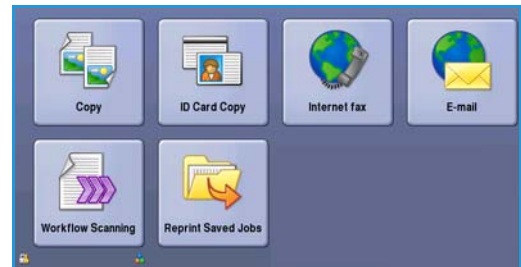 Copy
ID Card Copy
Internet fax
E-mail
Workflow Scanning
Reprint Saved Jobs